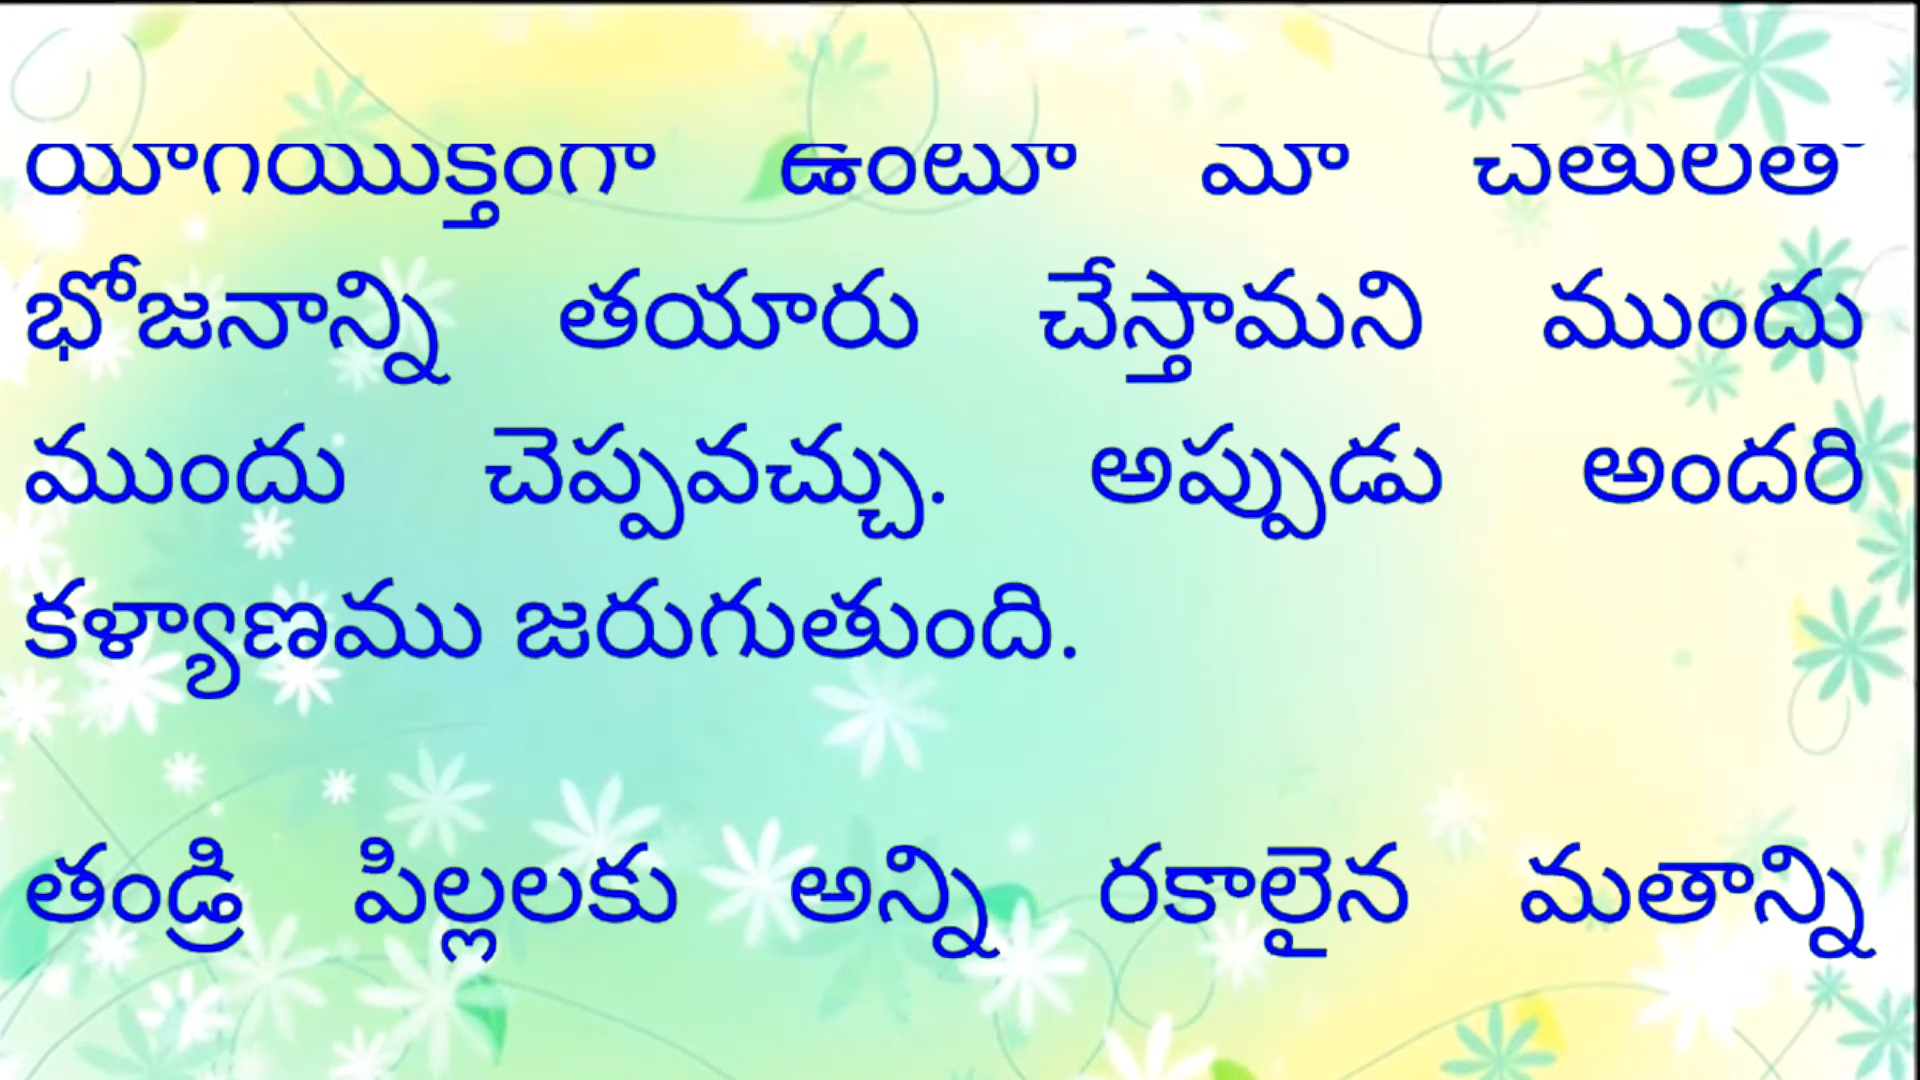 యోగయుక్తంగా ఉంటూ మా చేతులతో
భోజనాన్ని తయారు చేస్తామని ముందు
ముందు చెప్పవచ్చు. అప్పుడు అందరి
కళ్యాణము జరుగుతుంది.
తండ్రి పిల్లలకు అన్ని రకాలైన మతాన్ని